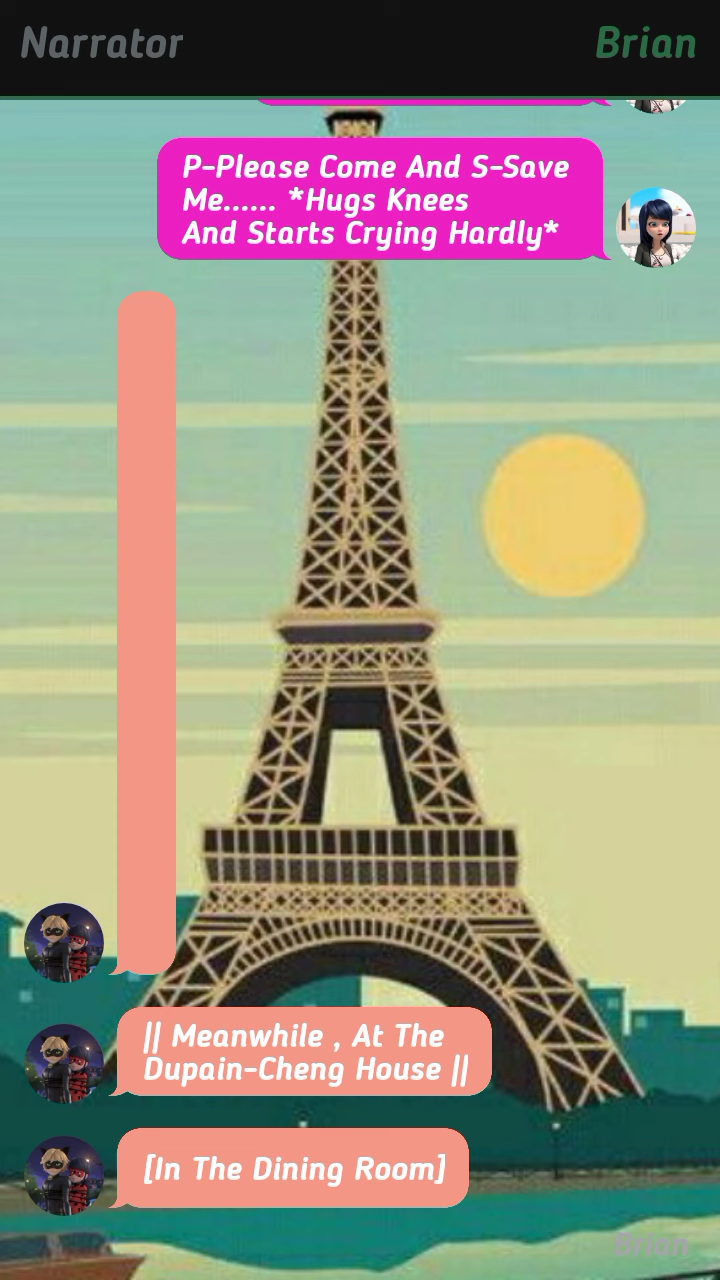 Narrator
Brian
P-Please Come And S-Save
Me...... *Hugs Knees
And Starts Crying Hardly*
|| Meanwhile , At The
Dupain-Cheng House ||
[In The Dining Room]
Brian